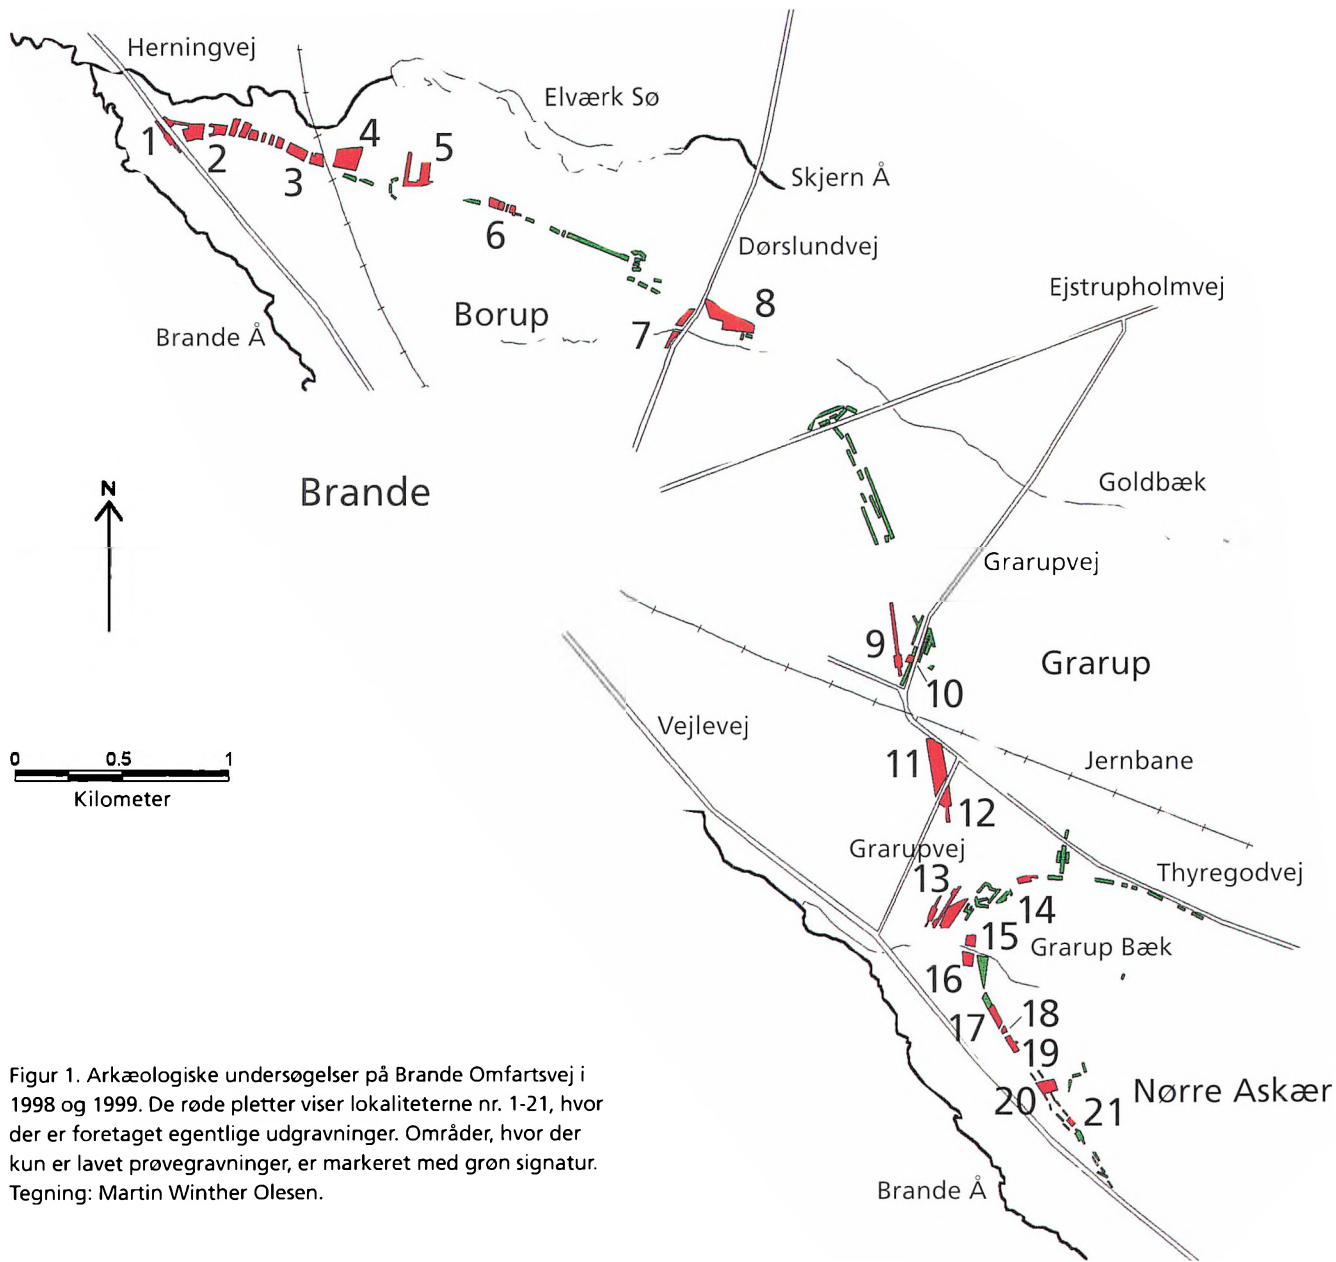 Herningvej
Elværk Sø
1
2
3
4
5
Skjern Å
6
Dørslundvej
Ejstrupholmvej
Borup
7
8
Brande Å
N
Brande
Goldbæk
Grarupvej
9
10
Grarup
Vejlevej
11
Jernbane
0 0.5 1
Kilometer
12
Grarupvej
13
Thyregodvej
14
15
Grarup Bæk
16
17
18
19
20
21
Nørre Askær
Brande Å
Figur 1. Arkæologiske undersøgelser på Brande Omfartsvej i
1998 og 1999. De røde pletter viser lokaliteterne nr. 1-21, hvor
der er foretaget egentlige udgravninger. Områder, hvor der
kun er lavet prøvegravninger, er markeret med grøn signatur.
Tegning: Martin Winther Olesen.